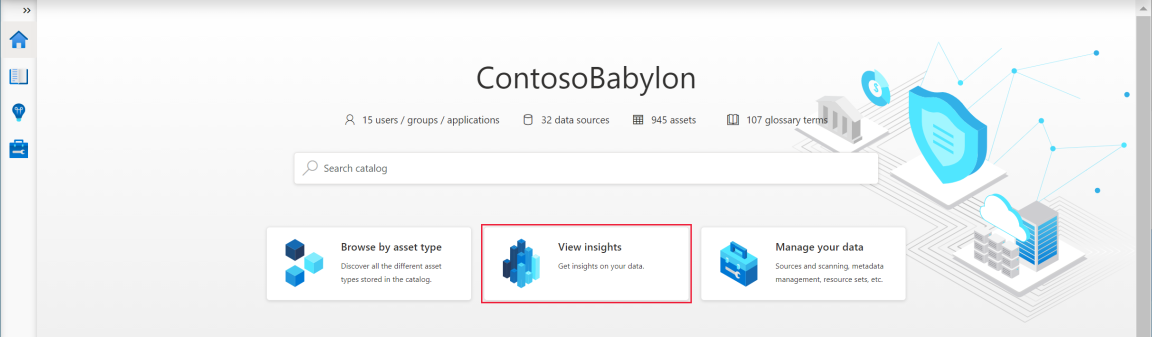 ContosoBabylon
15 users / groups / applications 32 data sources 945 assets 107 glossary terms
Search catalog
Browse by asset type
Discover all the different asset
types stored in the catalog.
View insights
Get insights on your data.
Manage your data
Sources and scanning, metadata
management, resource sets, etc.